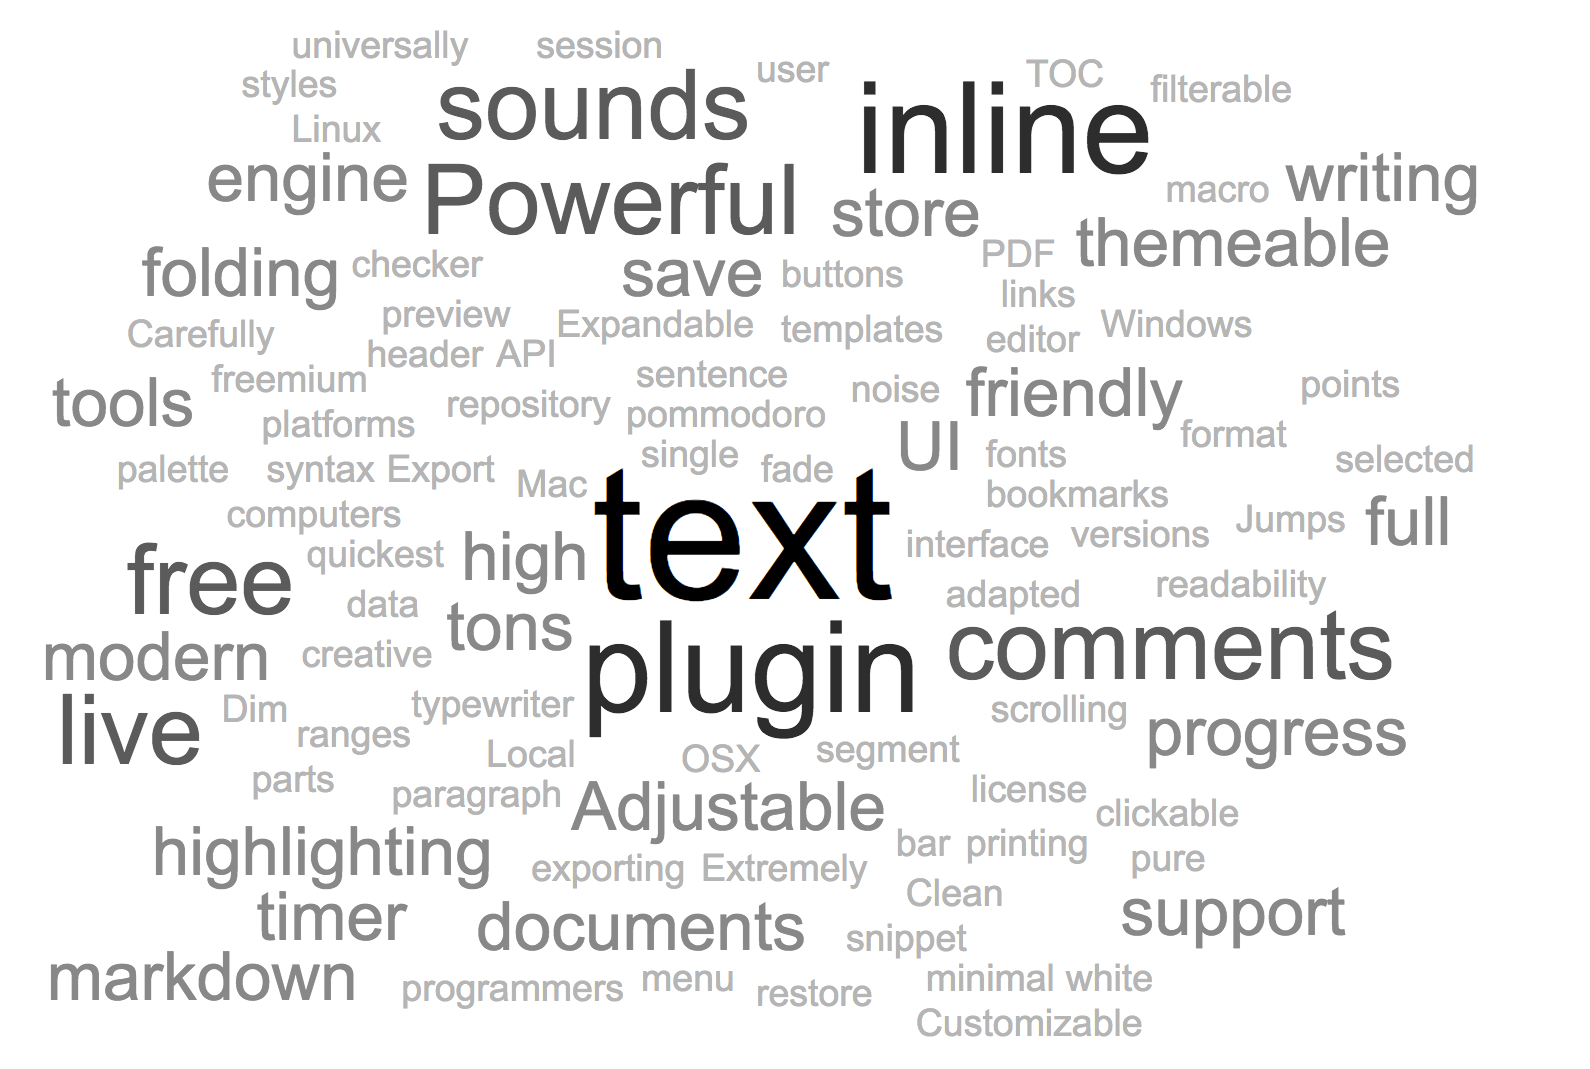 universally session
user
TOC
styles
sounds
inline
filterable
Linux
engine
Powerful
store
macro
writing
themeable
folding
checker
save
buttons
PDF
links
preview
Expandable
templates
editor
Windows
Carefully
header API
freemium
sentence
noise
friendly
points
tools
platforms
repository
pommodoro
UI
format
single
fonts
palette
syntax Export
Mac
fade
selected
text
bookmarks
computers
versions
Jumps
full
free
quickest
high
interface
data
adapted
readability
tons
modern
creative
plugin
comments
live
Dim
typewriter
scrolling
ranges
Local
OSX
segment
progress
parts
paragraph
Adjustable
license
clickable
highlighting
exporting
Extremely
bar printing
pure
Clean
timer
documents
snippet
support
markdown
programmers
menu
restore
minimal white
Customizable